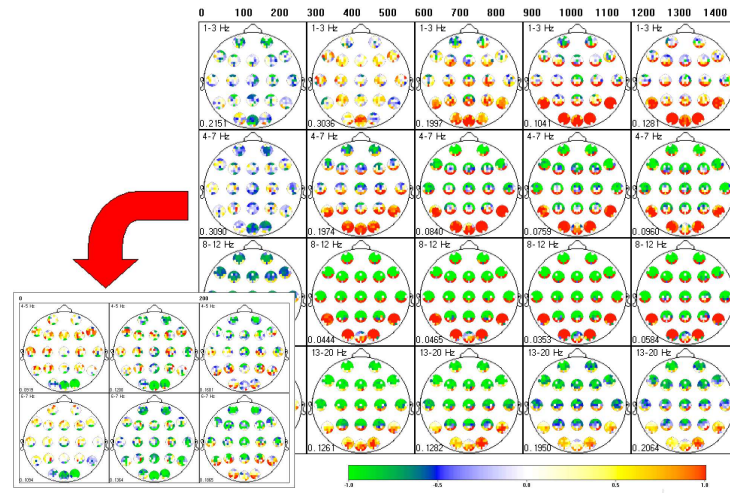 0 100 200 300 400 500 600 700 800 900 1000 1100 1200 1300 1400
1-3 Hz 1-3 Hz 1-3 Hz 1-3 Hz 1-3 Hz
0.2151 0.3036 0.1997 0.1041 0.1281
4-7 Hz 4-7 Hz 4-7 Hz 4-7 Hz 4-7 Hz
0.3090 0.1974 0.0840 0.0759 0.0960
8-12 Hz 8-12 Hz 8-12 Hz 8-12 Hz 8-12 Hz
0.0444 0.0465 0.0353 0.0584
13-20 Hz 13-20 Hz 13-20 Hz 13-20 Hz
0.1261 0.1282 0.1950 0.2064
0 200
4-5 Hz 4-5 Hz 4-5 Hz
6-7 Hz 6-7 Hz 6-7 Hz
-1.0 -0.5 0.0 0.5 1.0